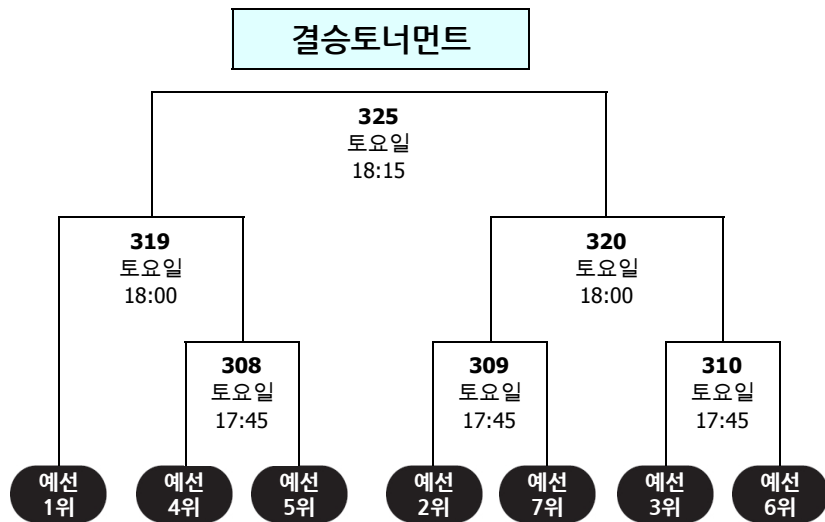 결승토너먼트
325
토요일
18:15
319
토요일
18:00
320
토요일
18:00
308
토요일
17:45
309
토요일
17:45
310
토요일
17:45
예선
1위
예선
4위
예선
5위
예선
2위
예선
7위
예선
3위
예선
6위